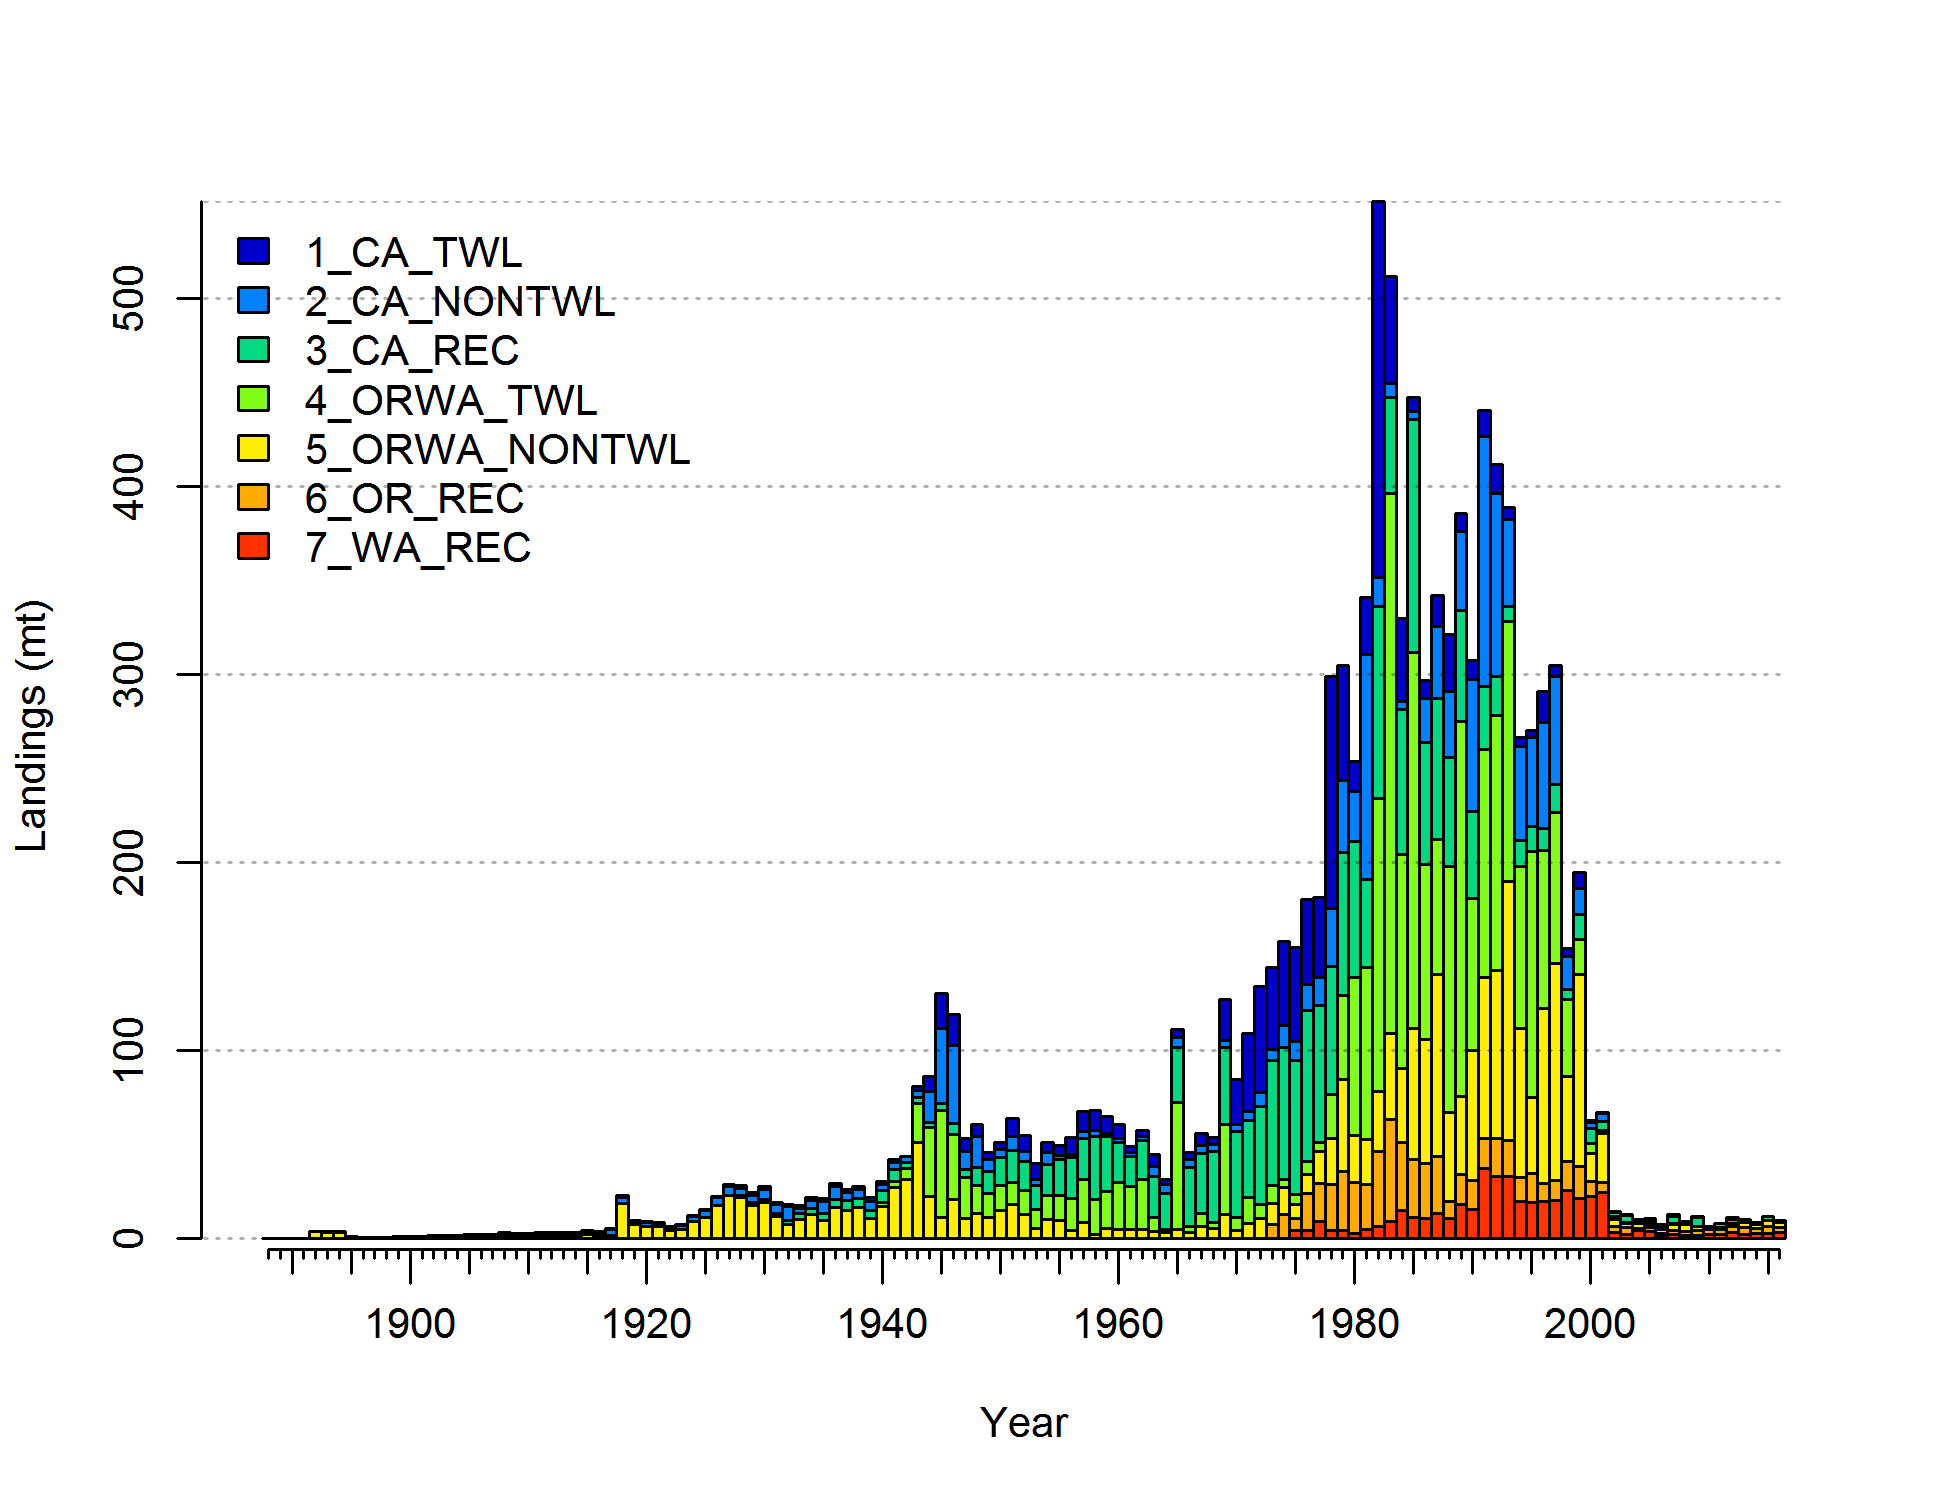 1_CA_TWL
2_CA_NONTWL
3_CA_REC
4_ORWA_TWL
5_ORWA_NONTWL
6_OR_REC
7_WA_REC
Landings (mt)
500
400
300
200
100
0
1900 1920 1940 1960 1980 2000
Year